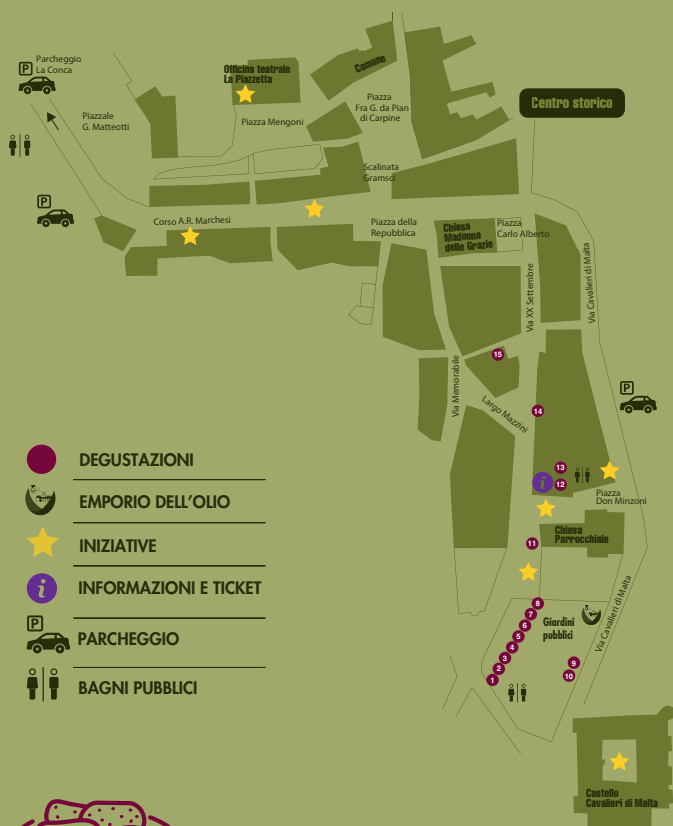 Parcheggio
La Conca
P
Officina teatrale
La Piazzetta
Comune
Piazza
Fra G. da Pian
di Carpine
Centro storico
Piazzale
G. Matteotti
Piazza Mengoni
Scalinata
Gramsci
P
Corso A.R. Marchesi
Piazza della
Repubblica
Chiesa
Madonna
delle Grazie
Piazza
Carlo Alberto
Via XX Settembre
Via Cavalieri di Malta
15
Via Memorabile
Largo Mazzini
14
P
13
i
12
Piazza
Don Minzoni
11
Chiesa
Parrocchiale
8
7
6
5
4
3
2
1
Giardini
pubblici
9
10
Via Cavalieri di Malta
Castello
Cavalieri di Malta
DEGUSTAZIONI
EMPORIO DELL'OLIO
INIZIATIVE
i
INFORMAZIONI E TICKET
P
PARCHEGGIO
BAGNI PUBBLICI